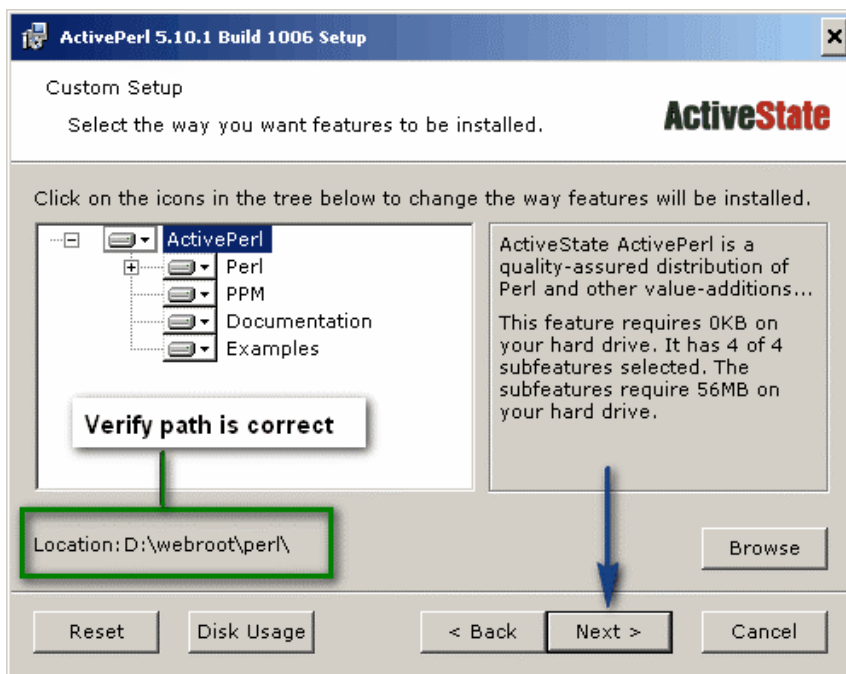 ActivePerl 5.10.1 Build 1006 Setup
Custom Setup
Select the way you want features to be installed.
ActiveState
Click on the icons in the tree below to change the way features will be installed.
ActivePerl
Perl
PPM
Documentation
Examples
ActiveState ActivePerl is a
quality-assured distribution of
Perl and other value-additions...
This feature requires 0KB on
your hard drive. It has 4 of 4
subfeatures selected. The
subfeatures require 56MB on
your hard drive.
Verify path is correct
Location: D:\webroot\perl\
Browse
Reset
Disk Usage
< Back
Next >
Cancel